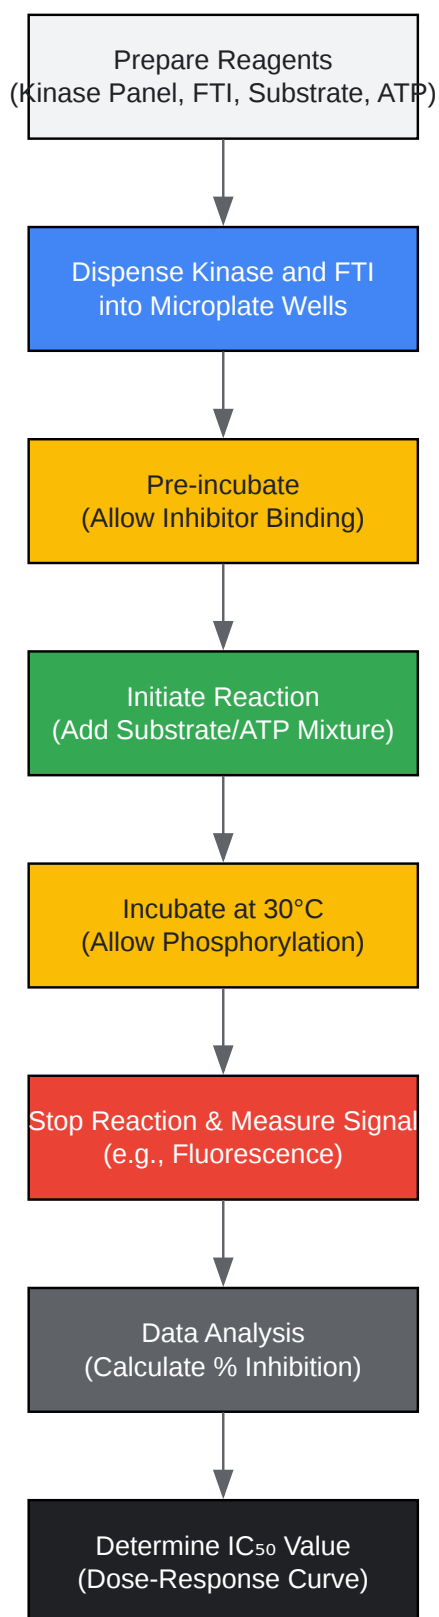 Prepare Reagents
(Kinase Panel, FTI, Substrate, ATP)
Dispense Kinase and FTI
into Microplate Wells
Pre-incubate
(Allow Inhibitor Binding)
Initiate Reaction
(Add Substrate/ATP Mixture)
Incubate at 30°C
(Allow Phosphorylation)
Stop Reaction & Measure Signal
(e.g., Fluorescence)
Data Analysis
(Calculate % Inhibition)
Determine IC₅₀ Value
(Dose-Response Curve)